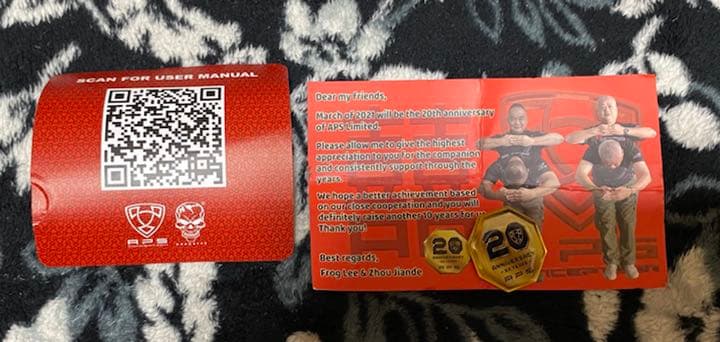 SCAN FOR USER MANUAL
APS
Dear my friends,
March of 2021 will be the 20th anniversary
of APS Limited.
Please allow me to give the highest
appreciation to you for the companion
and consistently support through the
years.
We hope a better achievement based
on our close cooperation and you will
definitely raise another 10 years for us
Thank you!
Best regards,
Frog Lee & Zhou Jiande
20
ANNIVERSARY
20
ANNIVERSARY